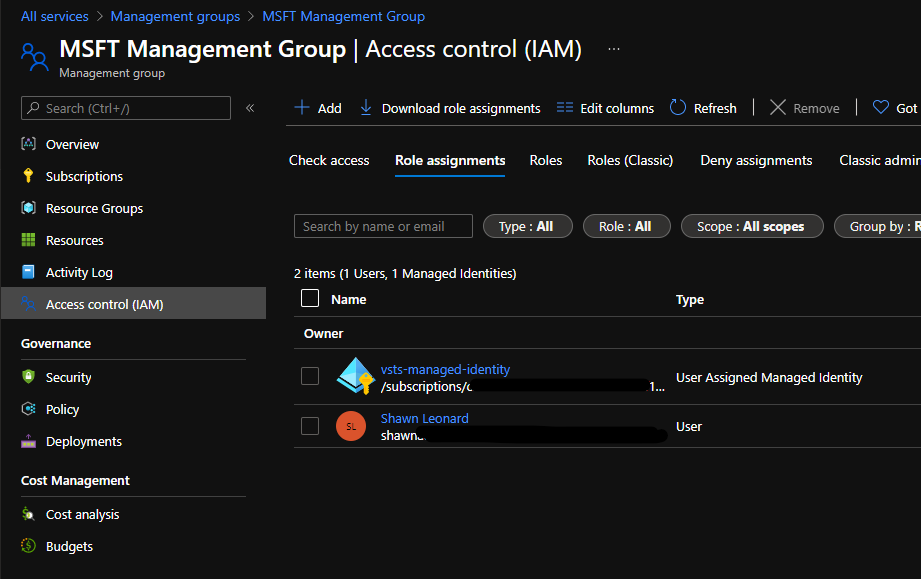 All services > Management groups > MSFT Management Group
MSFT Management Group | Access control (IAM) ...
Management group
Search (Ctrl+/) «
Overview
Subscriptions
Resource Groups
Resources
Activity Log
Access control (IAM)
Governance
Security
Policy
Deployments
Cost Management
Cost analysis
Budgets
Add Download role assignments Edit columns Refresh | Remove | Got
Check access Role assignments Roles Roles (Classic) Deny assignments Classic admin
Search by name or email Type : All Role : All Scope : All scopes Group by : R
2 items (1 Users, 1 Managed Identities)
Name Type
Owner
vsts-managed-identity
/subscriptions/c 1... User Assigned Managed Identity
SL Shawn Leonard
shawn User